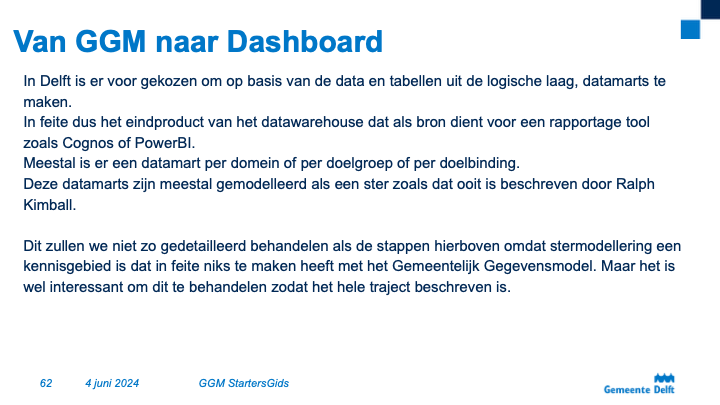 Van GGM naar Dashboard
In Delft is er voor gekozen om op basis van de data en tabellen uit de logische laag, datamarts te
maken.
In feite dus het eindproduct van het datawarehouse dat als bron dient voor een rapportage tool
zoals Cognos of PowerBI.
Meestal is er een datamart per domein of per doelgroep of per doelbinding.
Deze datamarts zijn meestal gemodelleerd als een ster zoals dat ooit is beschreven door Ralph
Kimball.
Dit zullen we niet zo gedetailleerd behandelen als de stappen hierboven omdat stermodellering een
kennisgebied is dat in feite niks te maken heeft met het Gemeentelijk Gegevensmodel. Maar het is
wel interessant om dit te behandelen zodat het hele traject beschreven is.
62 4 juni 2024 GGM StartersGids
Gemeente Delft